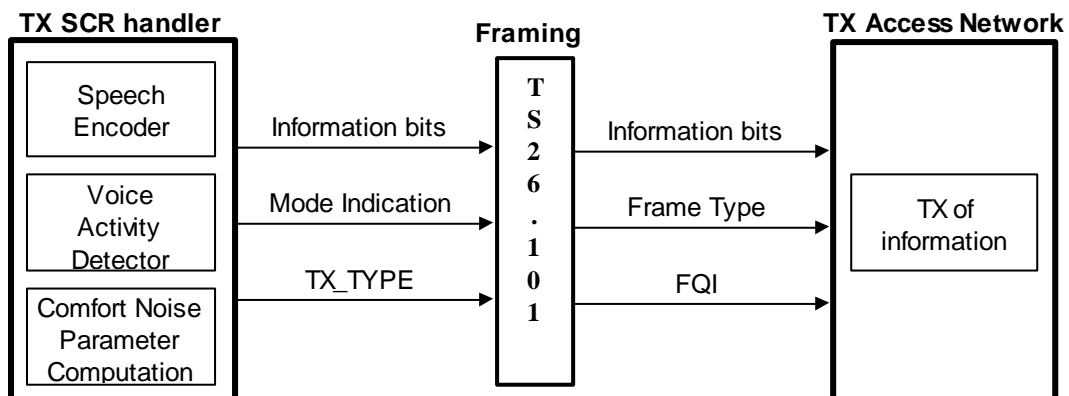 TX SCR handler
Framing
TX Access Network
Speech
Encoder
Voice
Activity
Detector
Comfort Noise
Parameter
Computation
Information bits
Mode Indication
TX_TYPE
T
S
2
6
.
1
0
1
Information bits
Frame Type
FQI
TX of
information